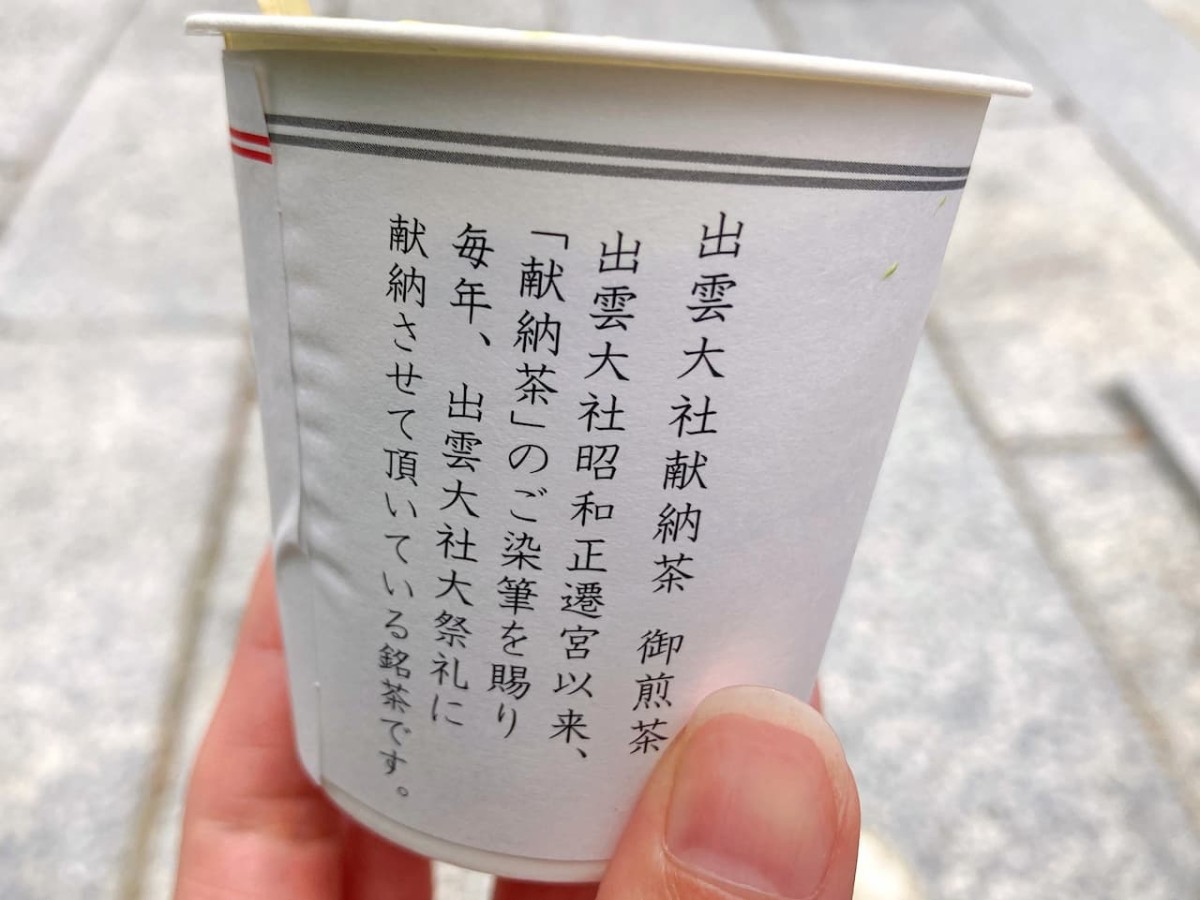 出雲大社献納茶　御煎茶
出雲大社昭和正遷宮以来、
「献納茶」のご染筆を賜り
毎年、出雲大社大祭礼に
献納させて頂いている銘茶です。